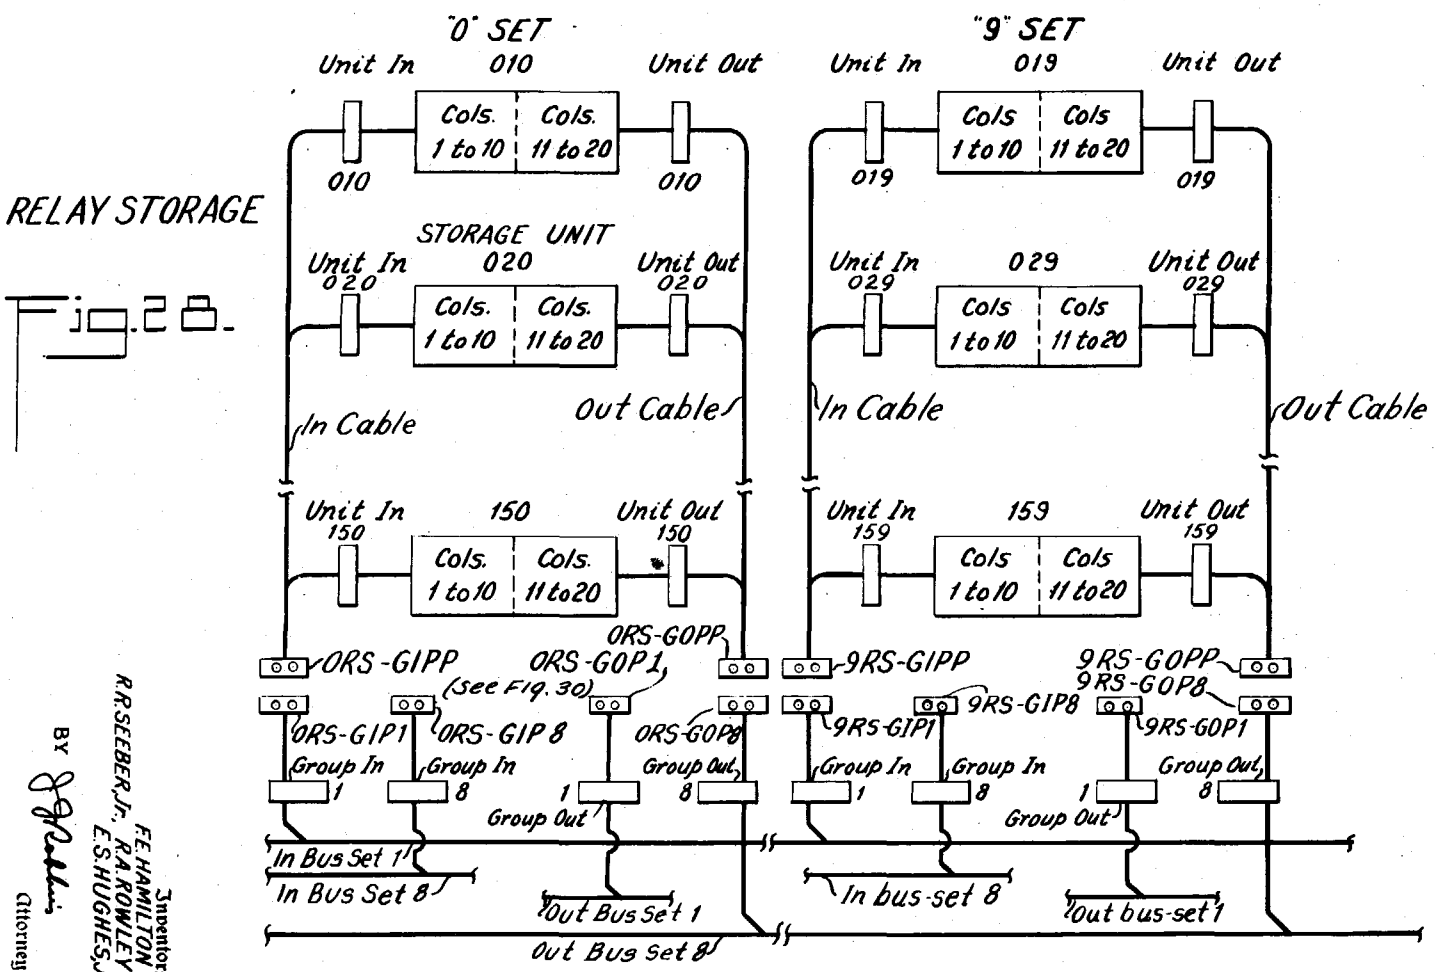 "0" SET
"9" SET
Unit In 010 Unit Out
Unit In 019 Unit Out
Cols. 1 to 10
Cols. 11 to 20
Cols 1 to 10
Cols 11 to 20
010
010
019
019
RELAY STORAGE
Fig. 28.
STORAGE UNIT
Unit In 020
020
Unit Out 020
Unit In 029
029
Unit Out 029
Cols. 1 to 10
Cols. 11 to 20
Cols 1 to 10
Cols 11 to 20
In Cable
Out Cable
In Cable
Out Cable
Unit In 150
150
Unit Out 150
Unit In 159
159
Unit Out 159
Cols. 1 to 10
Cols. 11 to 20
Cols 1 to 10
Cols 11 to 20
0RS-GIPP
0RS-GOP1
0RS-GOPP
9RS-GIPP
9RS-GOPP
(See Fig. 30)
9RS-GOP8
0RS-GIP1
0RS-GIP8
0RS-GOP8
9RS-GIP1
9RS-GIP8
9RS-GOP1
Group In 1
Group In 8
1 Group Out
Group Out 8
Group In 1
Group In 8
1 Group Out
Group Out 8
In Bus Set 1
In Bus Set 8
Out Bus Set 1
Out Bus Set 8
In bus-set 8
Out bus-set 1
Inventor
F.E. HAMILTON
R.R. SEEBER, Jr., R.A. ROWLEY
E.S. HUGHES, J
BY
Attorney